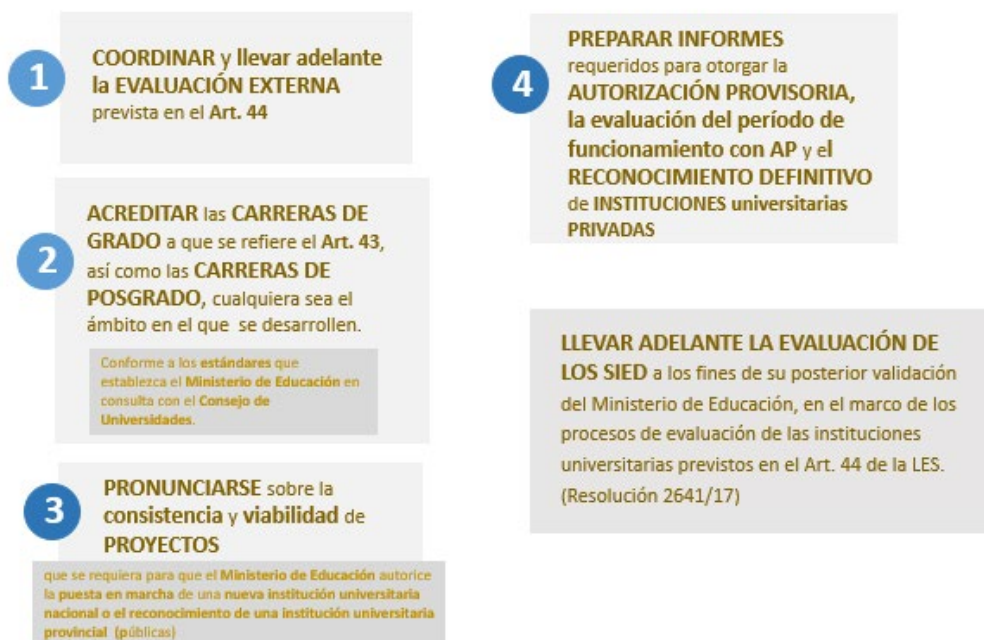 1
COORDINAR y llevar adelante
la EVALUACIÓN EXTERNA
prevista en el Art. 44
2
ACREDITAR las CARRERAS DE
GRADO a que se refiere el Art. 43,
así como las CARRERAS DE
POSGRADO, cualquiera sea el
ámbito en el que se desarrollen.
Conforme a los estándares que
establezca el Ministerio de Educación en
consulta con el Consejo de
Universidades.
3
PRONUNCIARSE sobre la
consistencia y viabilidad de
PROYECTOS
que se requiera para que el Ministerio de Educación autorice
la puesta en marcha de una nueva institución universitaria
nacional o el reconocimiento de una institución universitaria
provincial (públicas)
4
PREPARAR INFORMES
requeridos para otorgar la
AUTORIZACIÓN PROVISORIA,
la evaluación del período de
funcionamiento con AP y el
RECONOCIMIENTO DEFINITIVO
de INSTITUCIONES universitarias
PRIVADAS
LLEVAR ADELANTE LA EVALUACIÓN DE
LOS SIED a los fines de su posterior validación
del Ministerio de Educación, en el marco de los
procesos de evaluación de las instituciones
universitarias previstos en el Art. 44 de la LES.
(Resolución 2641/17)